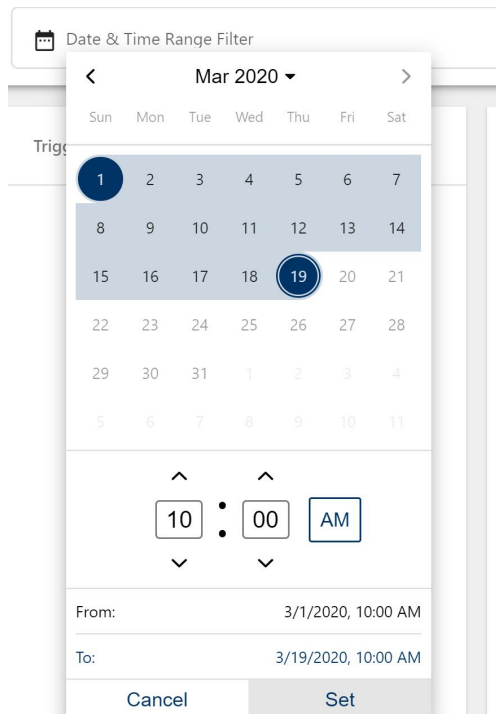 Date & Time Range Filter
Mar 2020
Sun Mon Tue Wed Thu Fri Sat
1 2 3 4 5 6 7
8 9 10 11 12 13 14
15 16 17 18 19 20 21
22 23 24 25 26 27 28
29 30 31 1 2 3 4
5 6 7 8 9 10 11
10 : 00 AM
From: 3/1/2020, 10:00 AM
To: 3/19/2020, 10:00 AM
Cancel Set